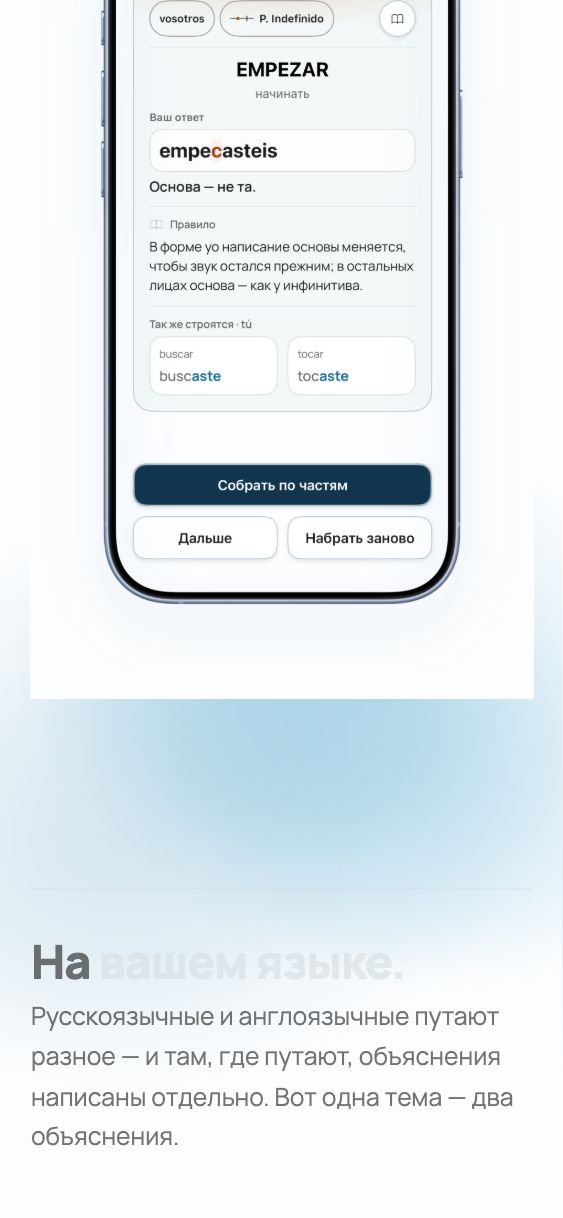 vosotros
P. Indefinido
EMPEZAR
начинать
Ваш ответ
empecasteis
Основа — не та.
Правило
В форме yo написание основы меняется,
чтобы звук остался прежним; в остальных
лицах основа — как у инфинитива.
Так же строятся · tú
buscar
buscaste
tocar
tocaste
Собрать по частям
Дальше
Набрать заново
На вашем языке.
Русскоязычные и англоязычные путают
разное — и там, где путают, объяснения
написаны отдельно. Вот одна тема — два
объяснения.